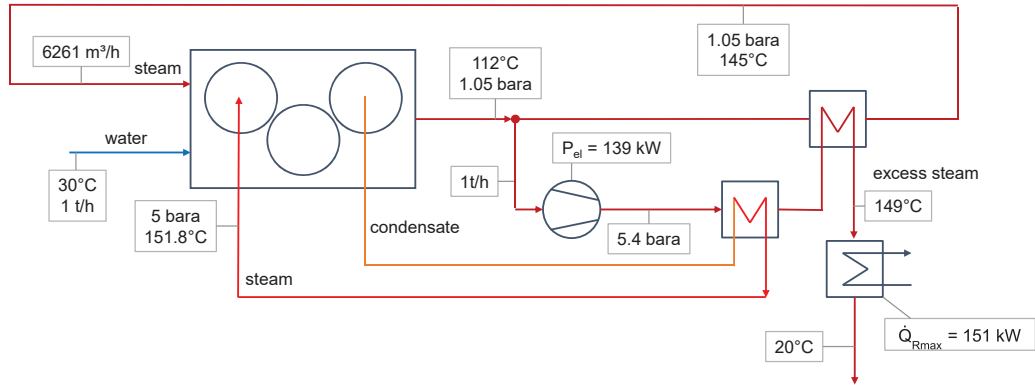 6261 m³/h
steam
water
30°C
1 t/h
5 bara
151.8°C
steam
condensate
112°C
1.05 bara
1t/h
P_el = 139 kW
5.4 bara
1.05 bara
145°C
excess steam
149°C
Q̇_Rmax = 151 kW
20°C